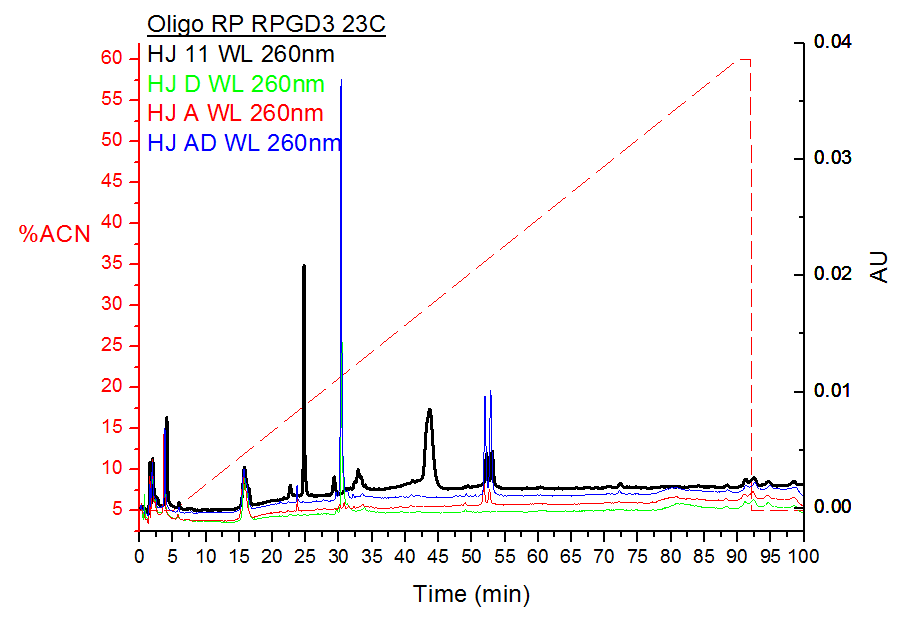 Oligo RP RPGD3 23C
HJ 11 WL 260nm
HJ D WL 260nm
HJ A WL 260nm
HJ AD WL 260nm
60
55
50
45
40
35
30
25
20
15
10
5
%ACN
0.04
0.03
0.02
0.01
0.00
AU
0 5 10 15 20 25 30 35 40 45 50 55 60 65 70 75 80 85 90 95 100
Time (min)